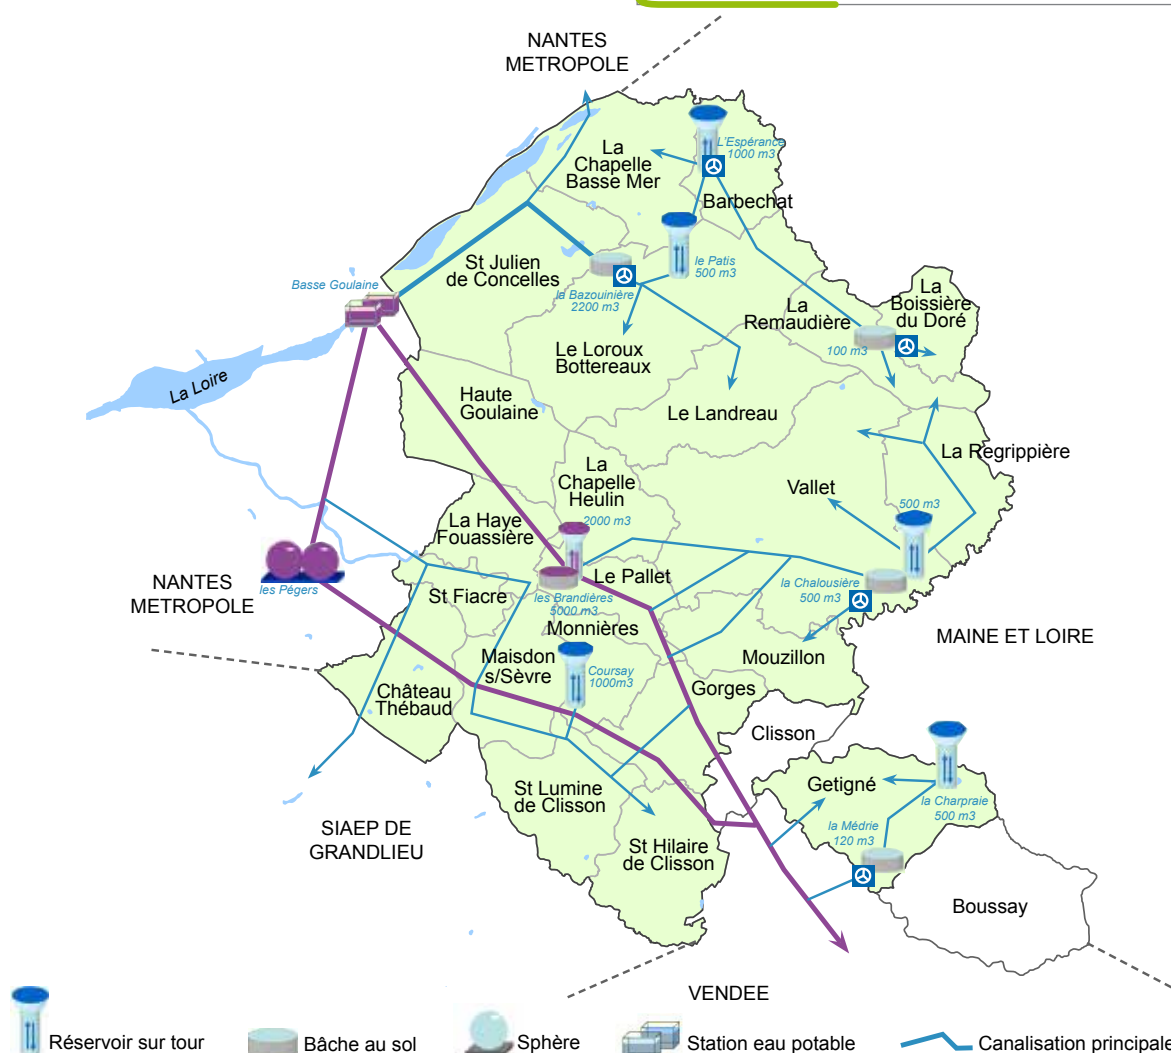 NANTES
METROPOLE
L'Espérance
1000 m3
La
Chapelle
Basse Mer
Barbechat
St Julien
de Concelles
le Patis
500 m3
Basse Goulaine
la Bazouinière
2200 m3
La
Boissière
du Doré
La
Remaudière
100 m3
Le Loroux
Bottereaux
La Loire
Haute
Goulaine
Le Landreau
La Regrippière
La
Chapelle
Heulin
Vallet
500 m3
2000 m3
La Haye
Fouassière
NANTES
METROPOLE
les Pégers
Le Pallet
la Chalousière
500 m3
St Fiacre
les Brandières
5000 m3
Monnières
MAINE ET LOIRE
Mouzillon
Maisdon
s/Sèvre
Coursay
1000m3
Gorges
Château
Thébaud
Clisson
Getigné
St Lumine
de Clisson
la Charpraie
500 m3
SIAEP DE
GRANDLIEU
la Médrie
120 m3
St Hilaire
de Clisson
Boussay
VENDEE
Réservoir sur tour
Bâche au sol
Sphère
Station eau potable
Canalisation principale